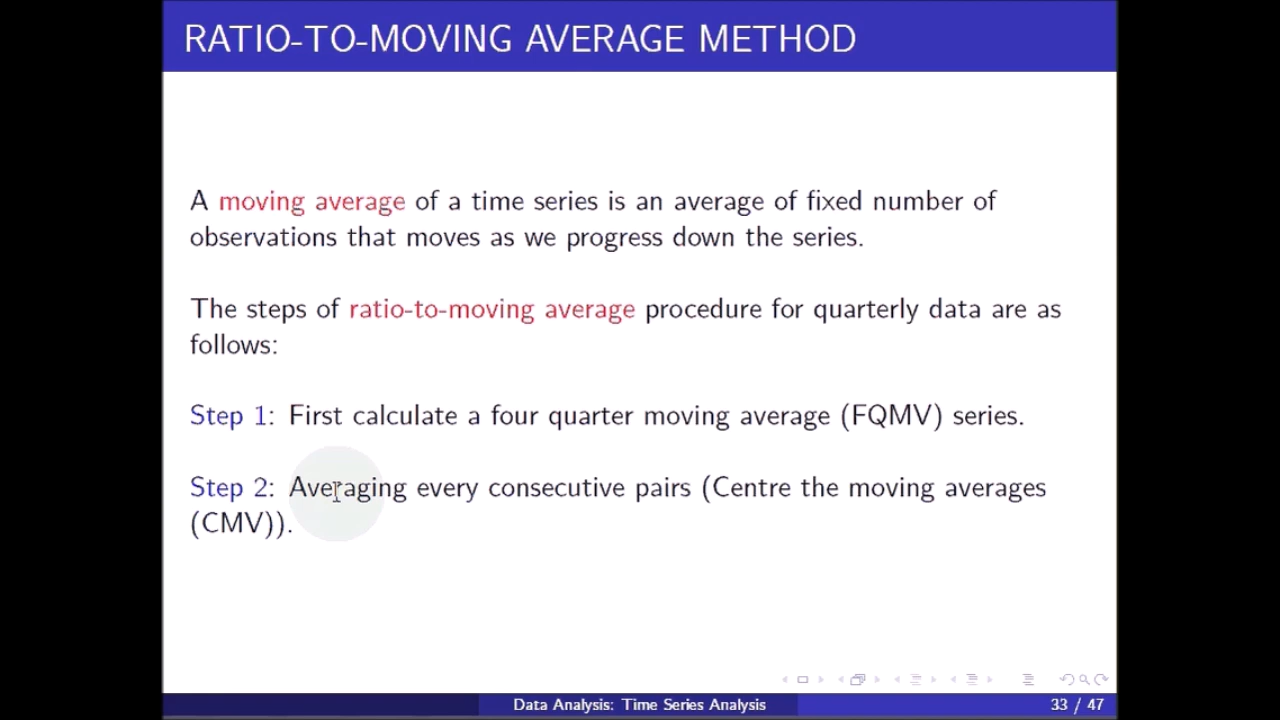 RATIO-TO-MOVING AVERAGE METHOD
A moving average of a time series is an average of fixed number of
observations that moves as we progress down the series.
The steps of ratio-to-moving average procedure for quarterly data are as
follows:
Step 1: First calculate a four quarter moving average (FQMV) series.
Step 2: Averaging every consecutive pairs (Centre the moving averages
(CMV)).
Data Analysis: Time Series Analysis
33 / 47